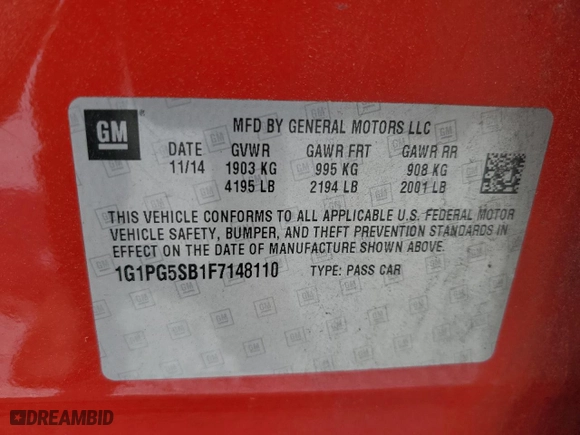 GM
MFD BY GENERAL MOTORS LLC
DATE GVWR GAWR FRT GAWR RR
11/14 1903 KG 995 KG 908 KG
4195 LB 2194 LB 2001 LB
THIS VEHICLE CONFORMS TO ALL APPLICABLE U.S. FEDERAL MOTOR
VEHICLE SAFETY, BUMPER, AND THEFT PREVENTION STANDARDS IN
EFFECT ON THE DATE OF MANUFACTURE SHOWN ABOVE.
1G1PG5SB1F7148110 TYPE: PASS CAR
DREAMBID